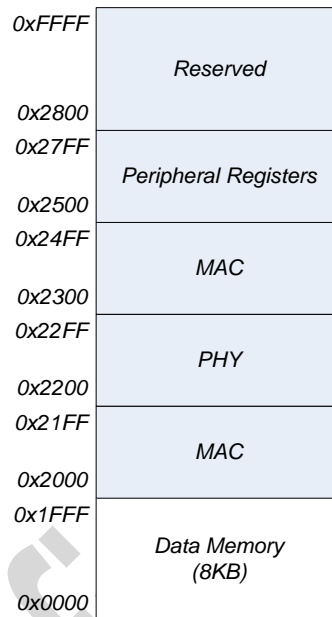 0xFFFF
Reserved
0x2800
0x27FF
Peripheral Registers
0x2500
0x24FF
MAC
0x2300
0x22FF
PHY
0x2200
0x21FF
MAC
0x2000
0x1FFF
Data Memory
(8KB)
0x0000